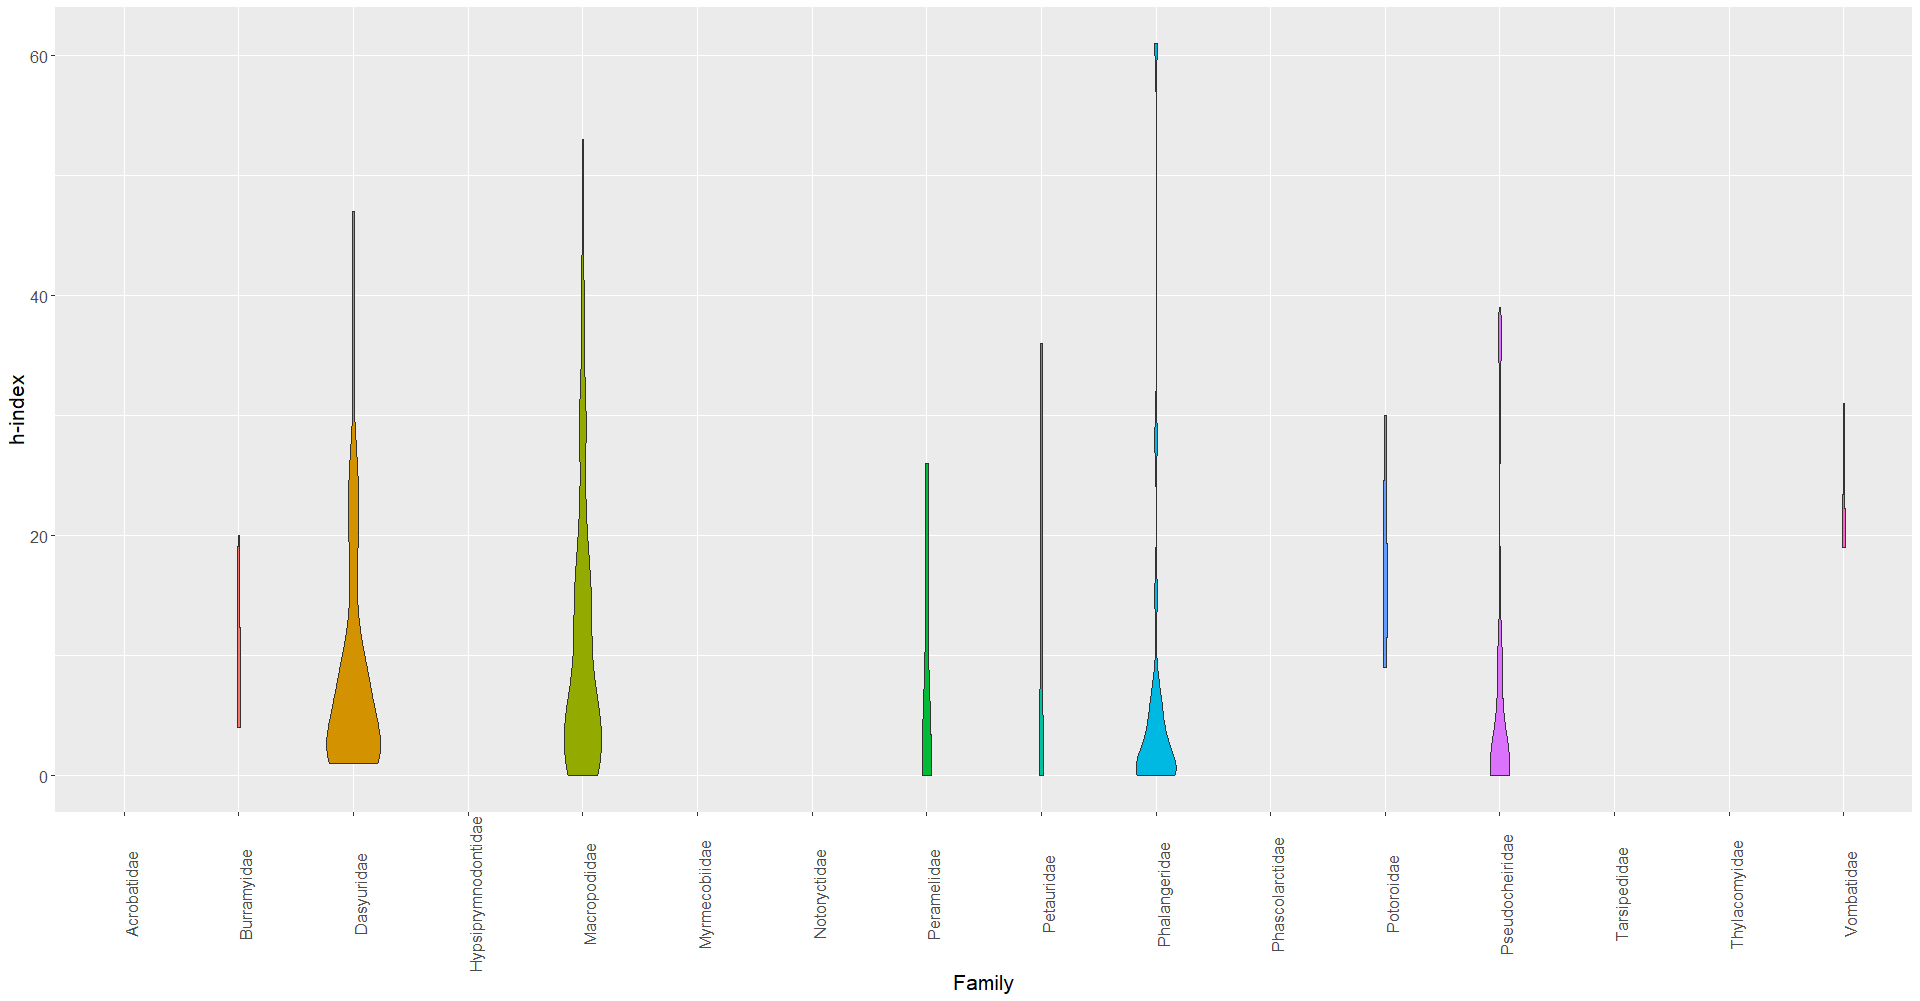 60
40
20
0
h-index
Acrobatidae
Burramyidae
Dasyuridae
Hypsiprymnodontidae
Macropodidae
Myrmecobiidae
Notoryctidae
Peramelidae
Petauridae
Phalangeridae
Phascolarctidae
Potoroidae
Pseudocheiridae
Tarsipedidae
Thylacomyidae
Vombatidae
Family